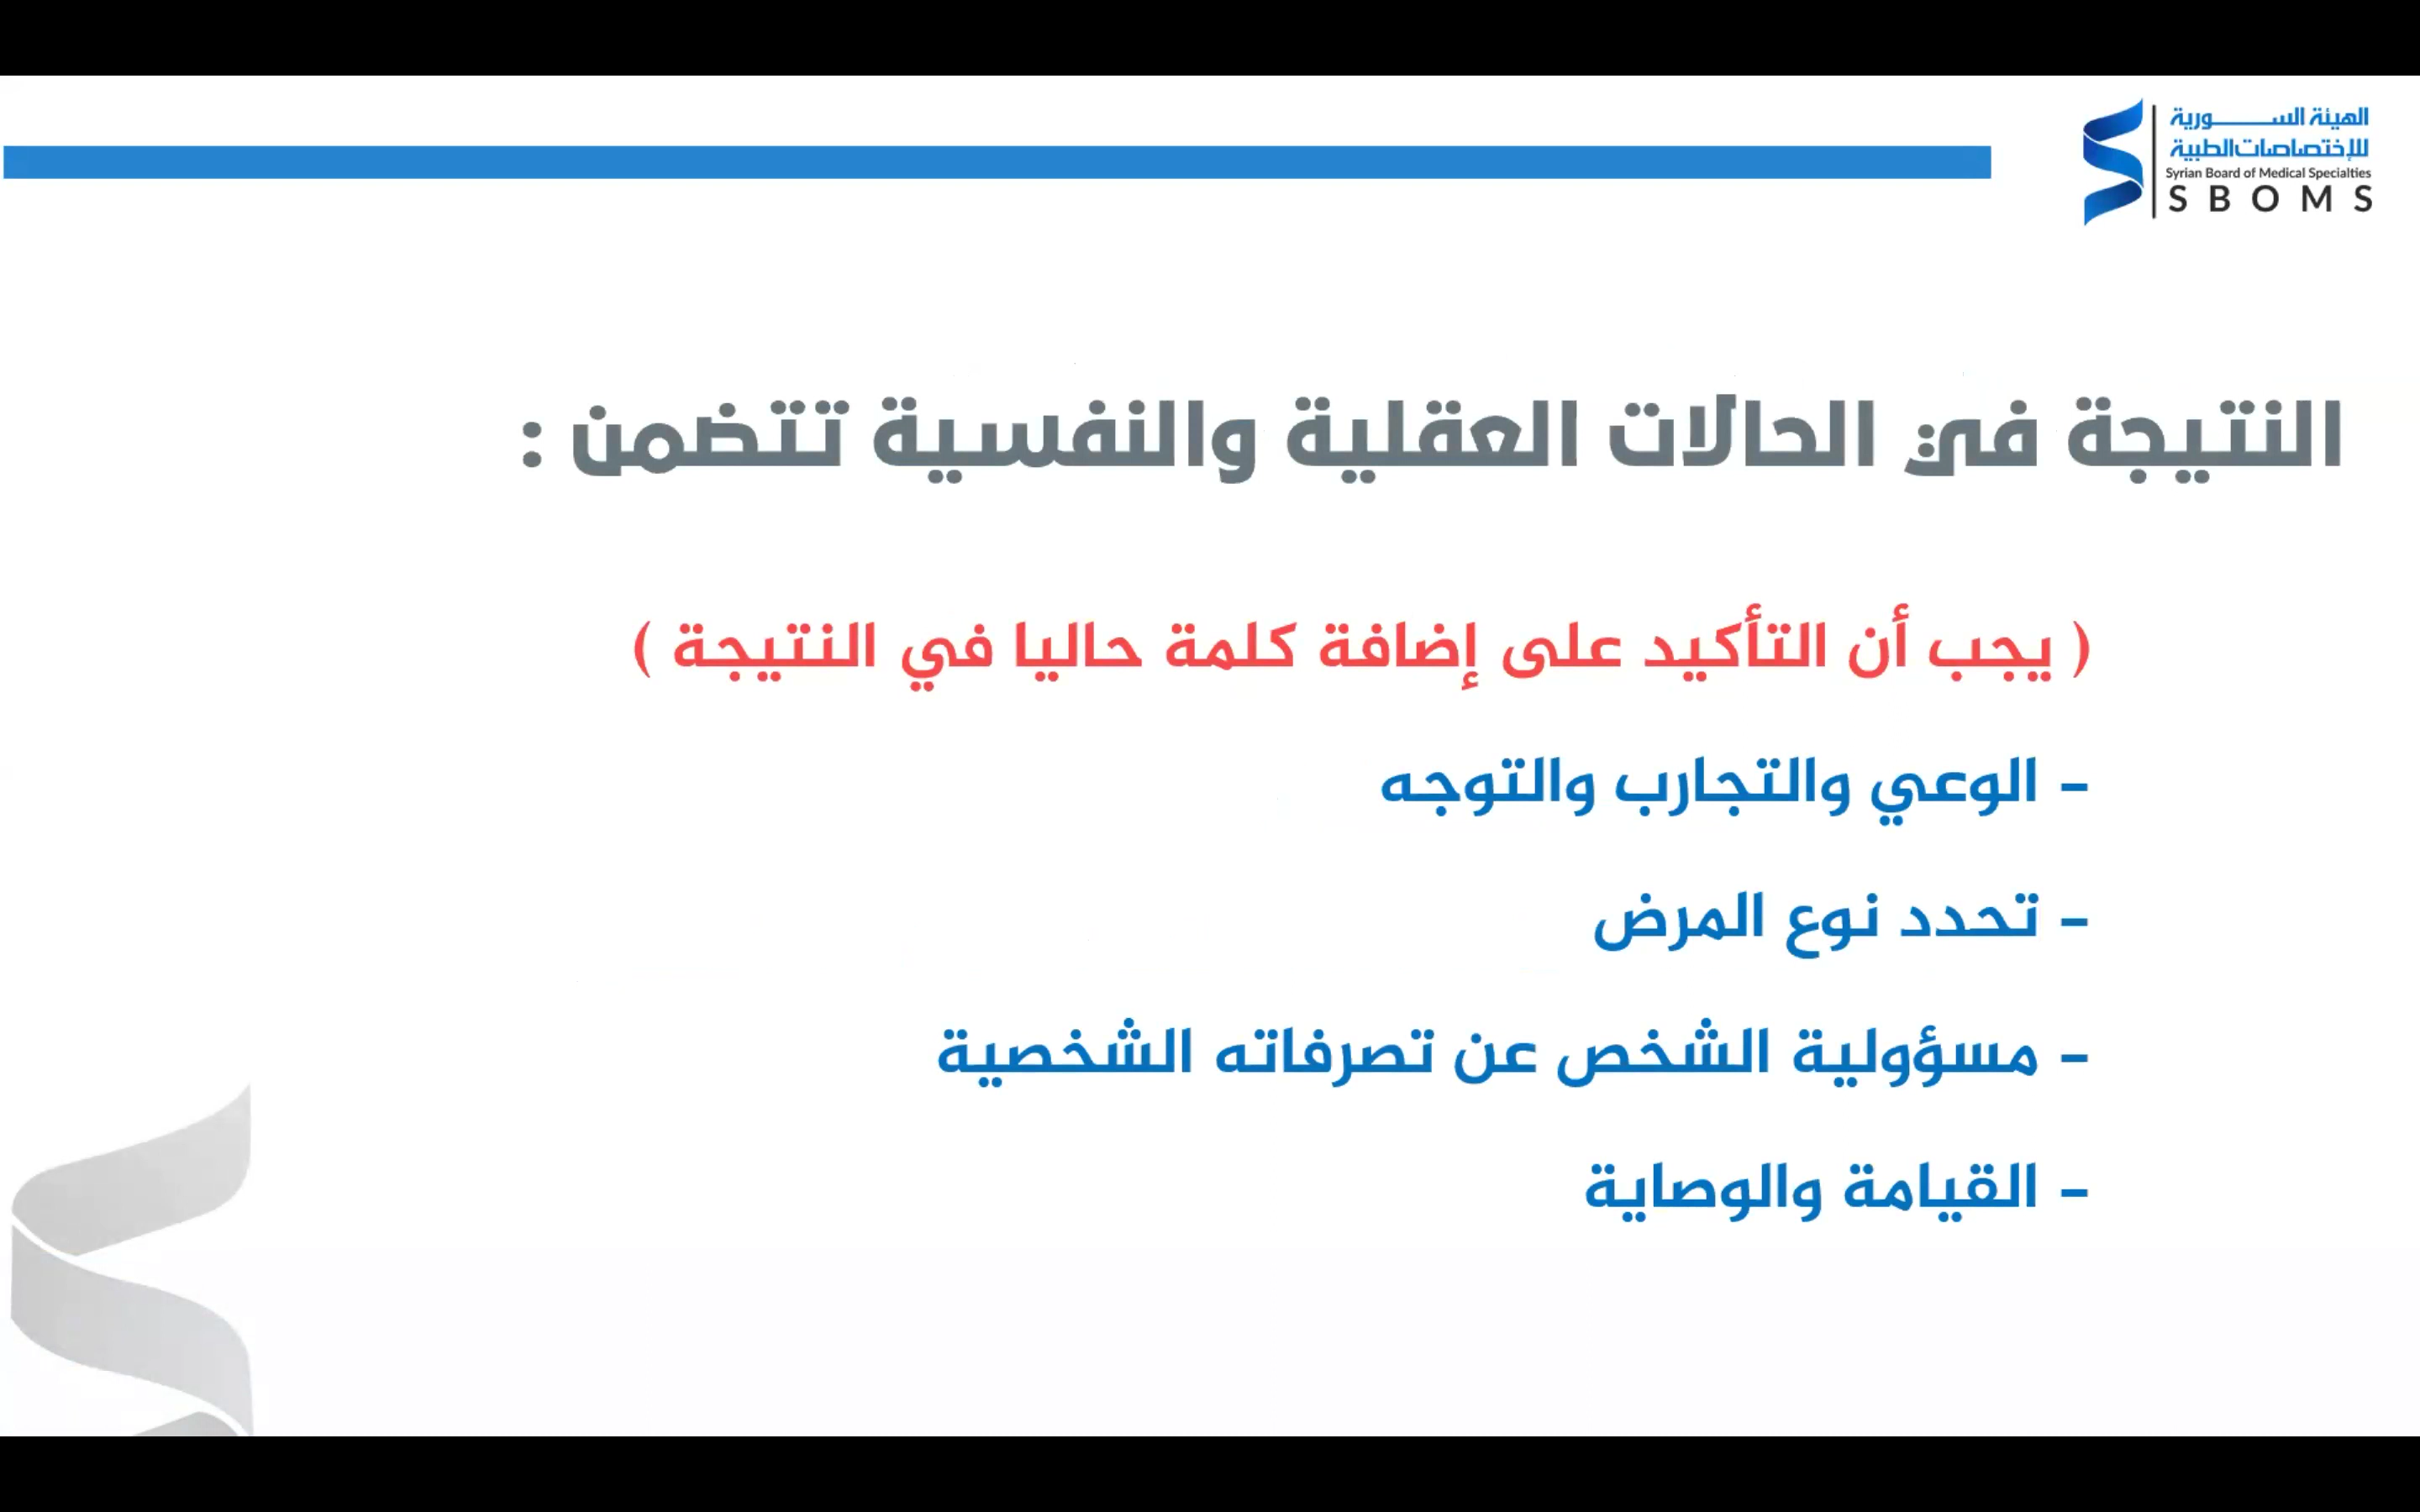 الهيئة الســـورية
للإختصاصات الطبية
Syrian Board of Medical Specialties
S B O M S
النتيجة في الحالات العقلية والنفسية تتضمن :
( يجب أن التأكيد على إضافة كلمة حاليا في النتيجة )
- الوعي والتجارب والتوجه
- تحدد نوع المرض
- مسؤولية الشخص عن تصرفاته الشخصية
- القيامة والوصاية